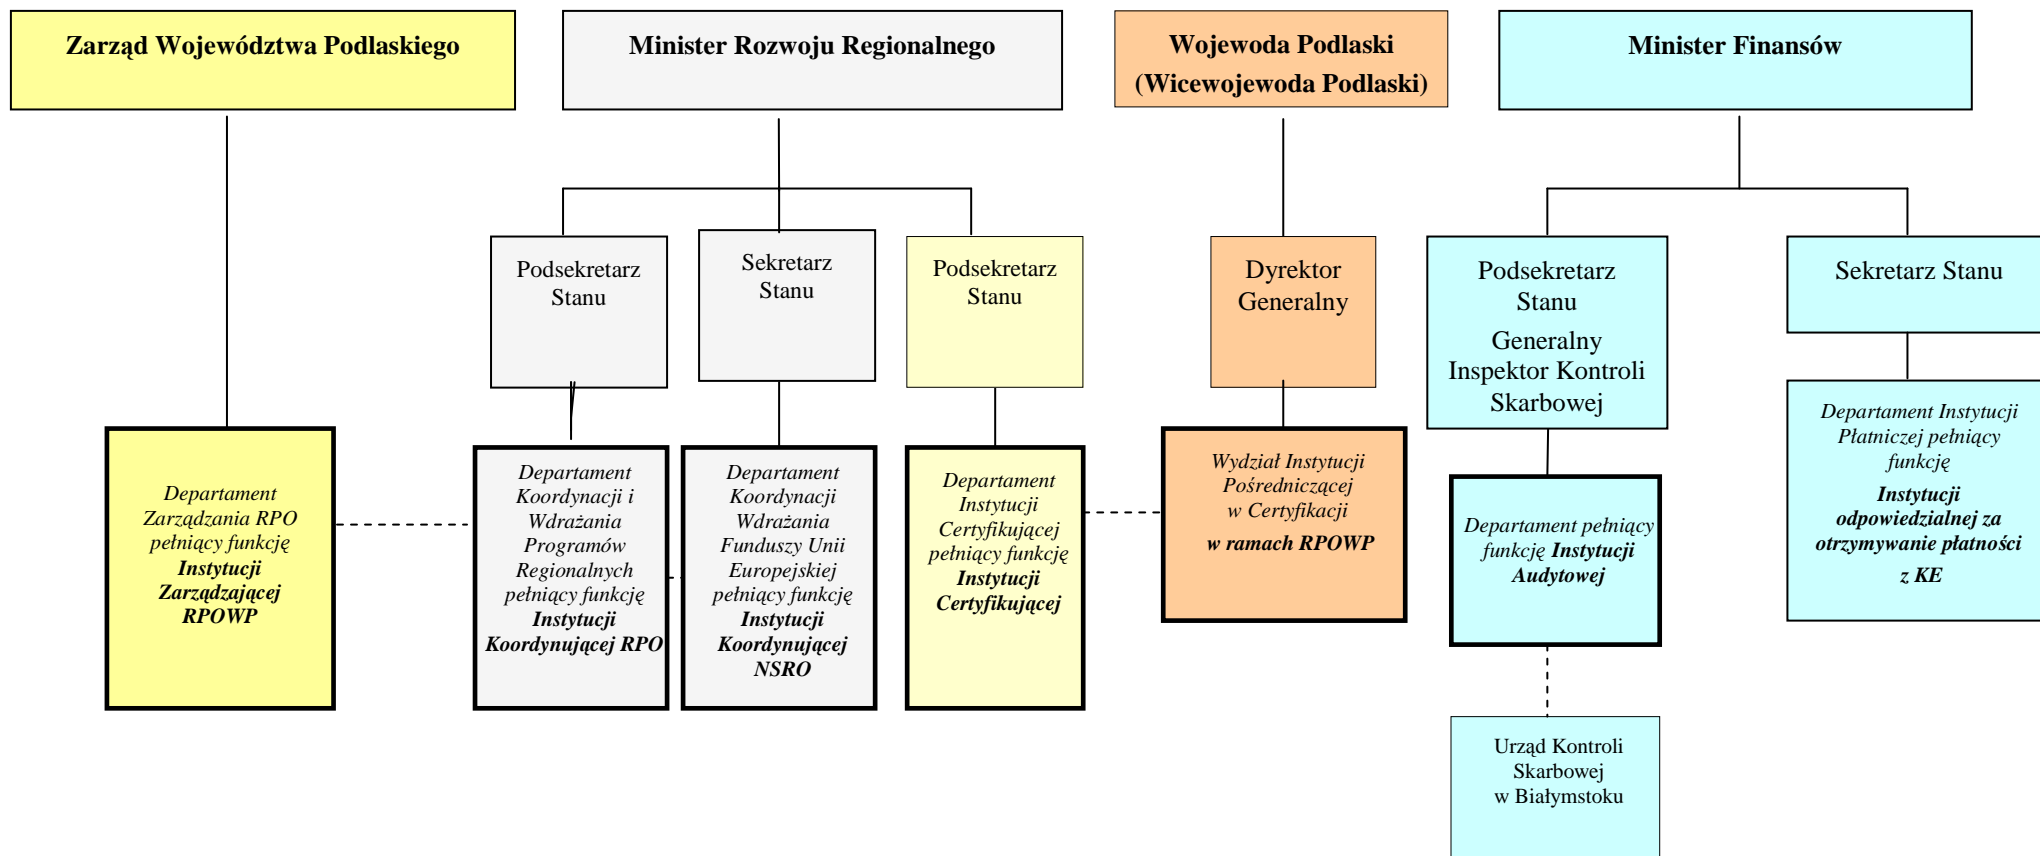 Zarząd Województwa Podlaskiego
Minister Rozwoju Regionalnego
Wojewoda Podlaski
(Wicewojewoda Podlaski)
Minister Finansów
Podsekretarz
Stanu
Sekretarz
Stanu
Podsekretarz
Stanu
Dyrektor
Generalny
Podsekretarz
Stanu
Generalny
Inspektor Kontroli
Skarbowej
Sekretarz Stanu
Departament
Zarządzania RPO
pełniący funkcję
Instytucji
Zarządzającej
RPOWP
Departament
Koordynacji i
Wdrażania
Programów
Regionalnych
pełniący funkcję
Instytucji
Koordynującej RPO
Departament
Koordynacji
Wdrażania
Funduszy Unii
Europejskiej
pełniący funkcję
Instytucji
Koordynującej
NSRO
Departament
Instytucji
Certyfikującej
pełniący funkcję
Instytucji
Certyfikującej
Wydział Instytucji
Pośredniczącej
w Certyfikacji
w ramach RPOWP
Departament pełniący
funkcję Instytucji
Audytowej
Departament Instytucji
Płatniczej pełniący
funkcję
Instytucji
odpowiedzialnej za
otrzymywanie płatności
z KE
Urząd Kontroli
Skarbowej
w Białymstoku